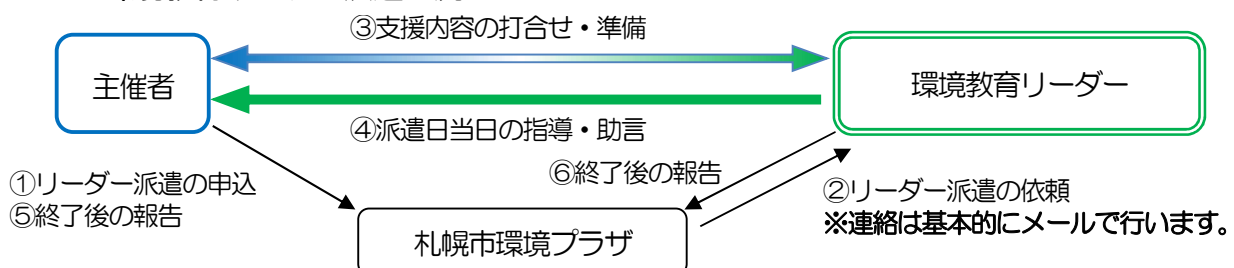 ③支援内容の打合せ・準備
主催者
環境教育リーダー
④派遣日当日の指導・助言
①リーダー派遣の申込
⑤終了後の報告
⑥終了後の報告
②リーダー派遣の依頼
※連絡は基本的にメールで行います。
札幌市環境プラザ